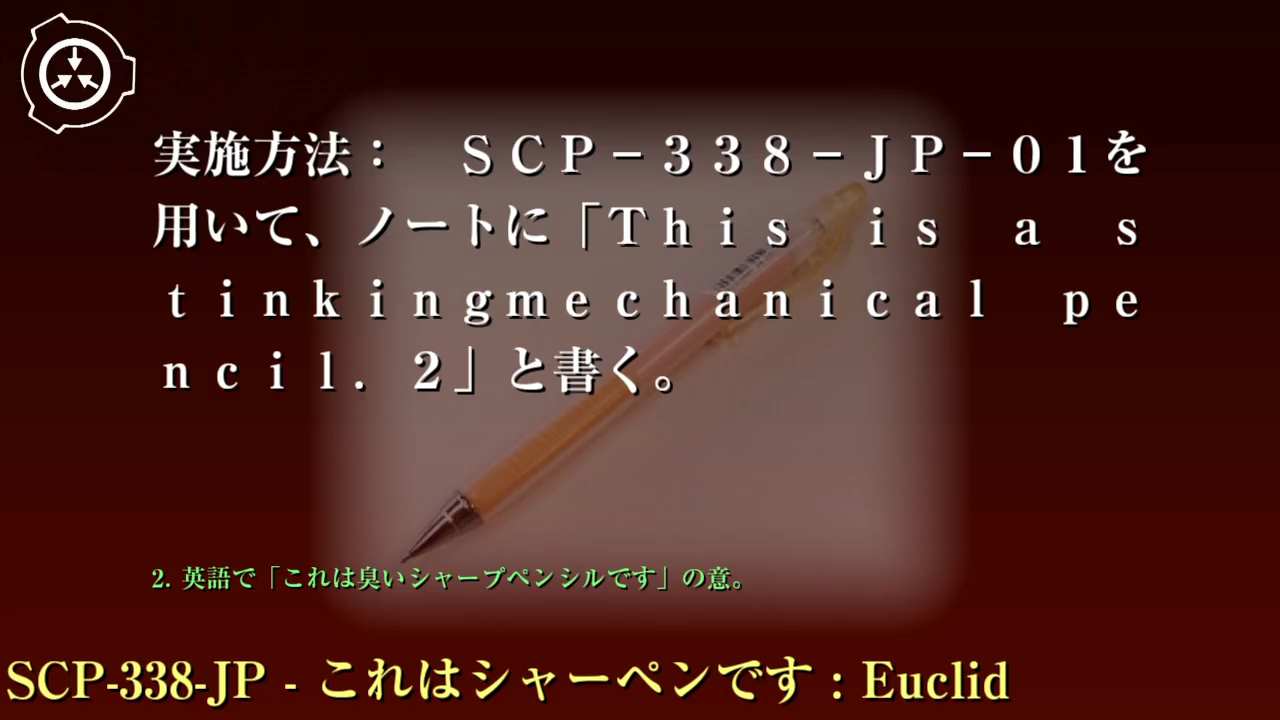 実施方法：　ＳＣＰ－３３８－ＪＰ－０１を
用いて、ノートに「Ｔｈｉｓ　ｉｓ　ａ　ｓ
ｔｉｎｋｉｎｇｍｅｃｈａｎｉｃａｌ　ｐｅ
ｎｃｉｌ．２」と書く。
2. 英語で「これは臭いシャープペンシルです」の意。
SCP-338-JP - これはシャーペンです : Euclid